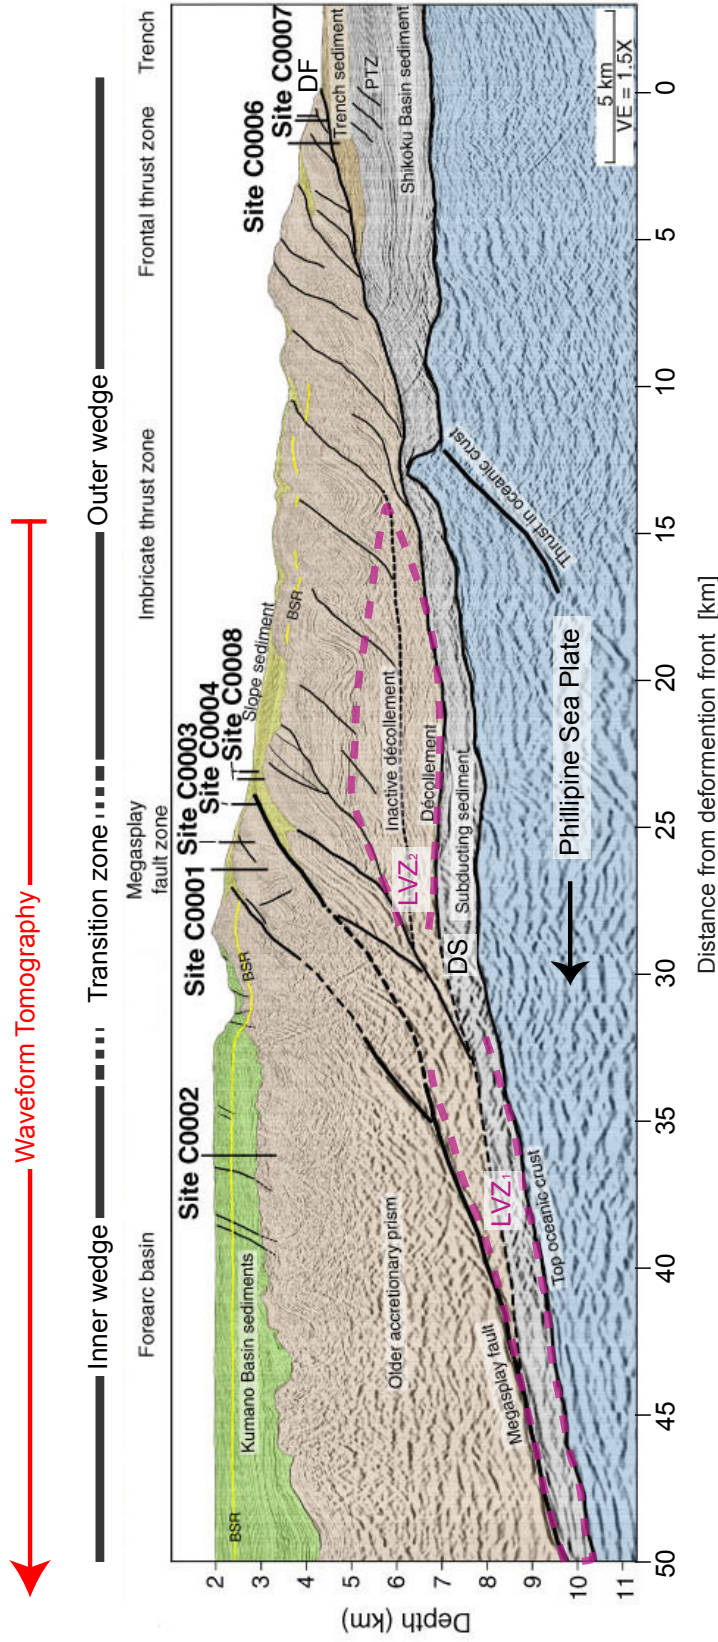 Waveform Tomography
Inner wedge
Transition zone
Outer wedge
Forearc basin
Megasplay
fault zone
Imbricate thrust zone
Frontal thrust zone
Trench
Site C0002
Site C0001
Site C0003
Site C0004
Site C0008
Site C0006
Site C0007
DF
Slope sediment
BSR
BSR
BSR
Kumano Basin sediments
Older accretionary prism
Megasplay fault
Inactive décollement
Décollement
Subducting sediment
DS
LVZ2
LVZ1
Top oceanic crust
Trench sediment
PTZ
Shikoku Basin sediment
Thrust in oceanic crust
Phillipine Sea Plate
5 km
VE = 1.5X
Depth (km)
2
3
4
5
6
7
8
9
10
11
50
45
40
35
30
25
20
15
10
5
0
Distance from deformention front [km]